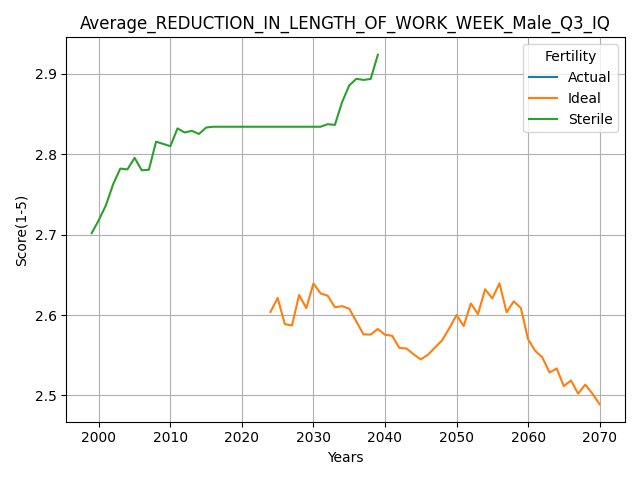 Average_REDUCTION_IN_LENGTH_OF_WORK_WEEK_Male_Q3_IQ
Fertility
Actual
Ideal
Sterile
Score(1-5)
2.9
2.8
2.7
2.6
2.5
2000 2010 2020 2030 2040 2050 2060 2070
Years